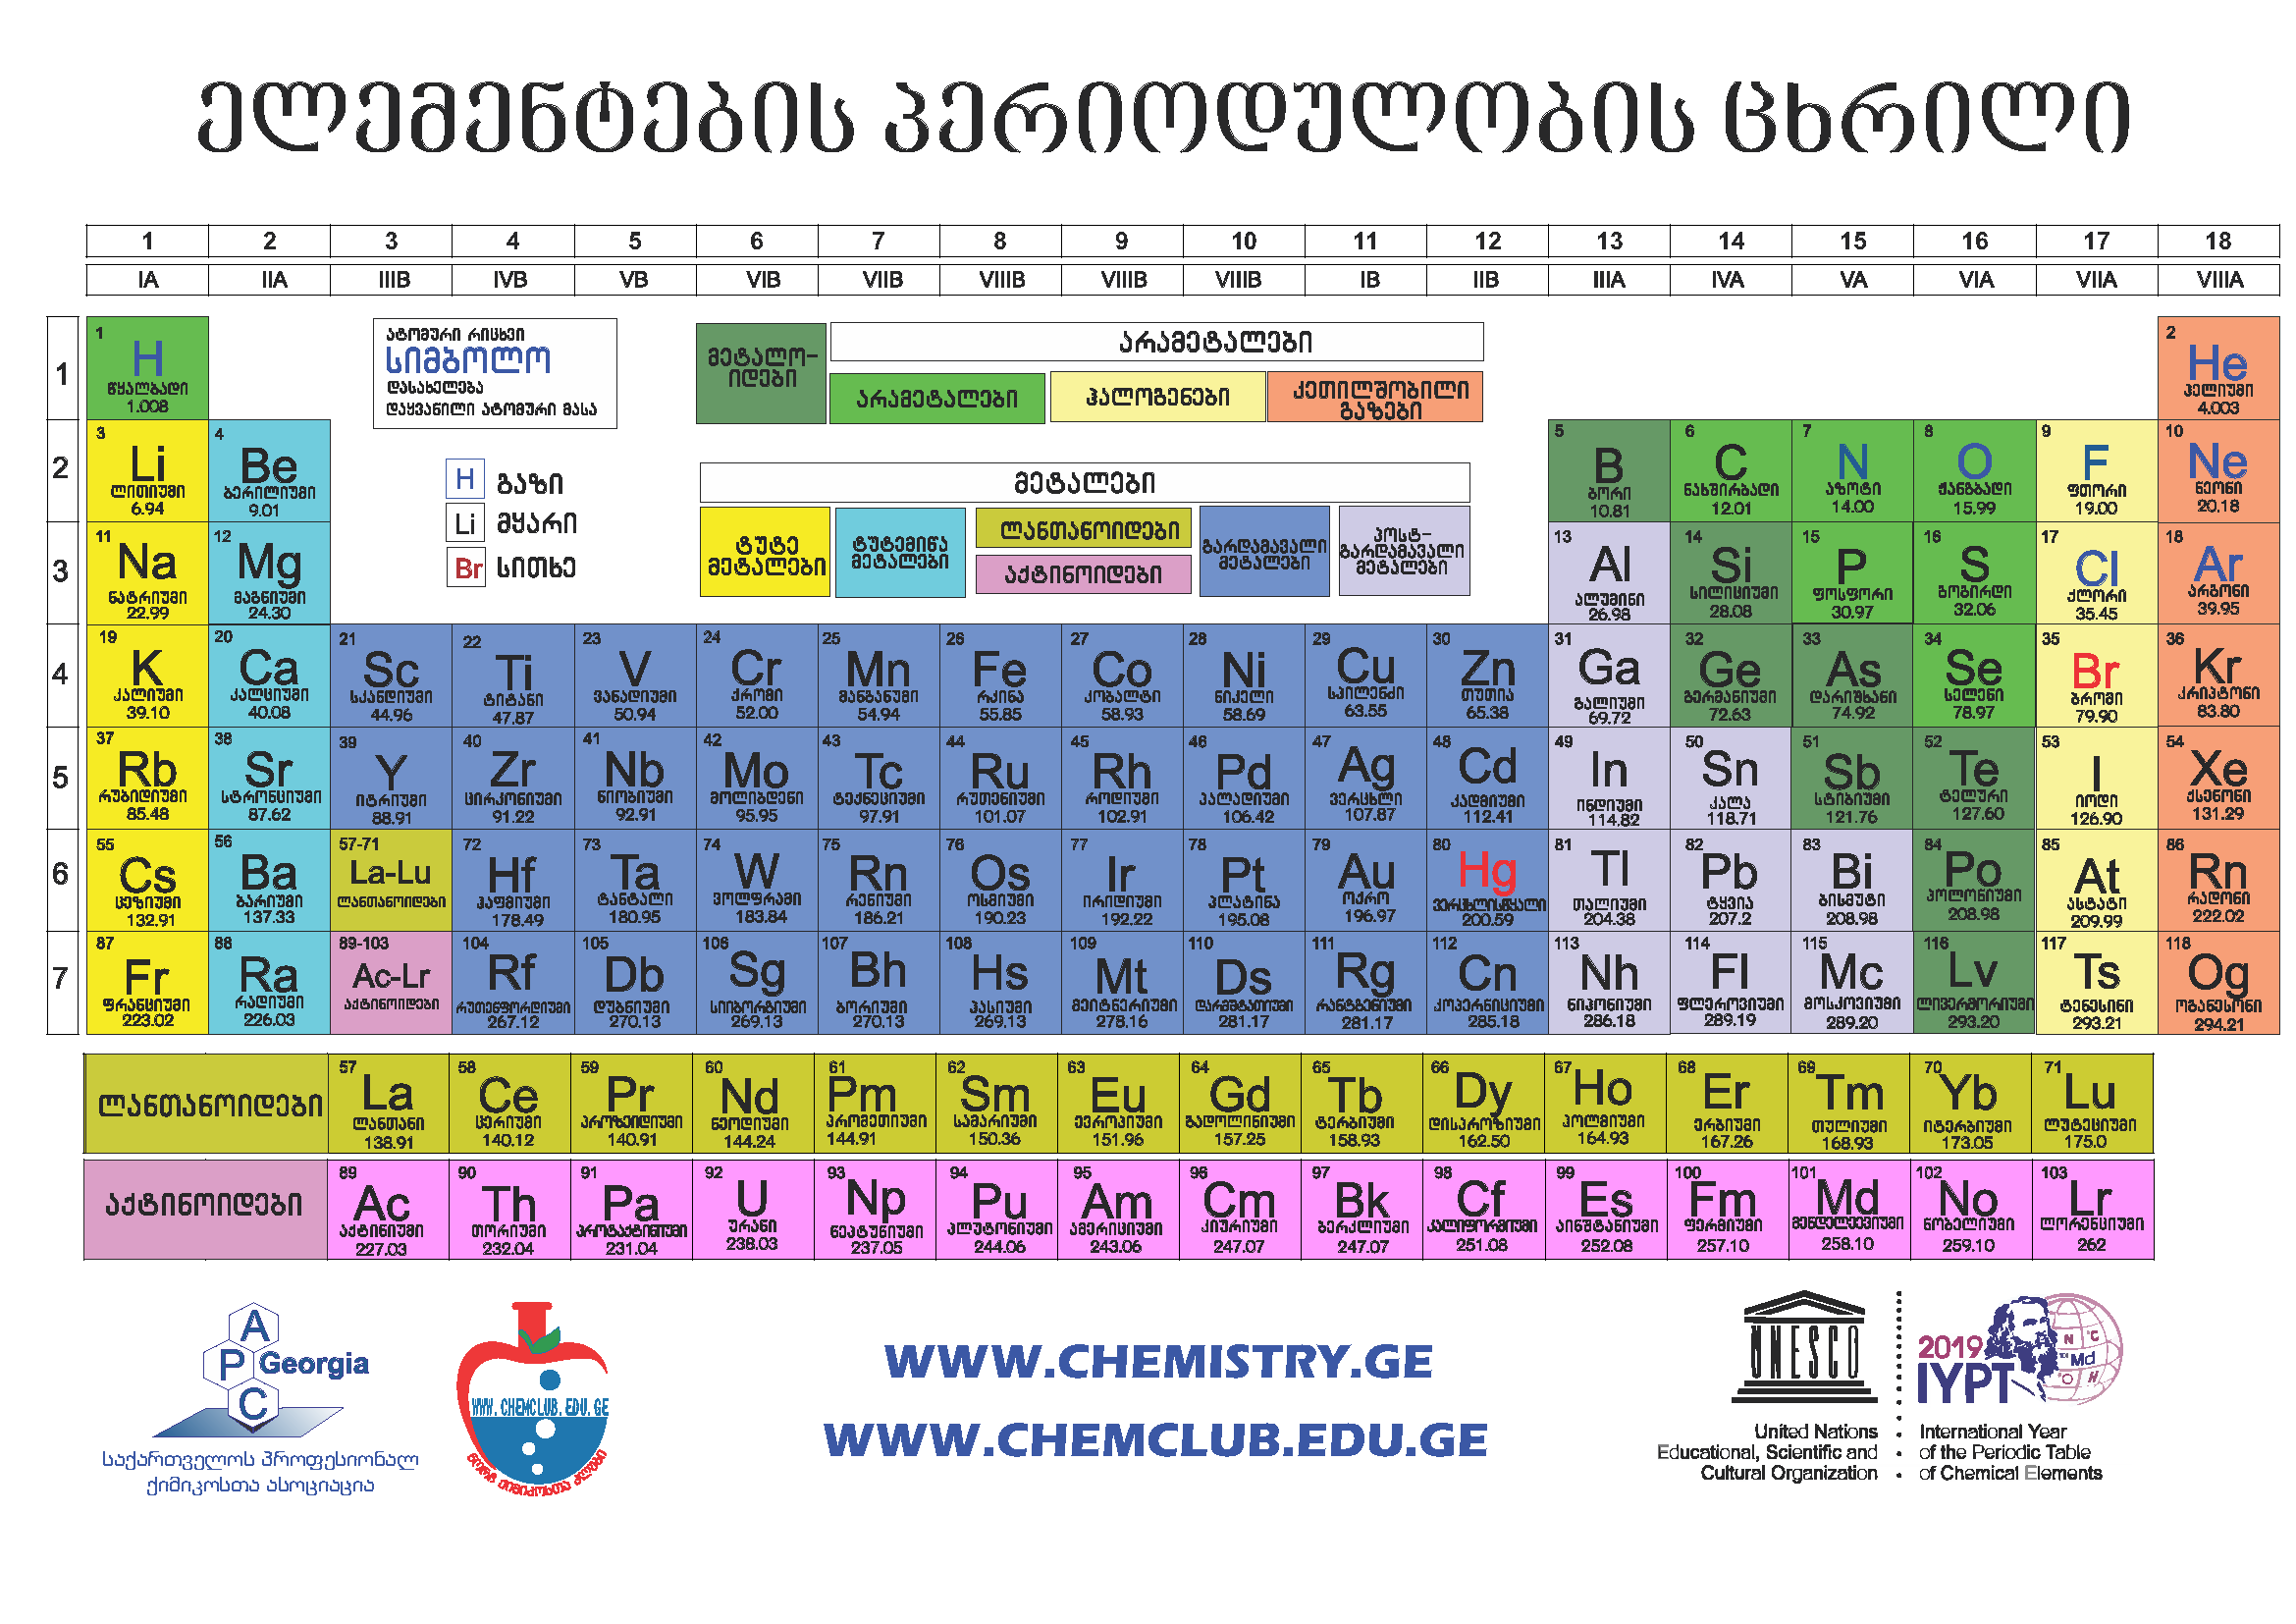 ელემენტების პერიოდულობის ცხრილი
1 2 3 4 5 6 7 8 9 10 11 12 13 14 15 16 17 18
IA IIA IIIB IVB VB VIB VIIB VIIIB VIIIB VIIIB IB IIB IIIA IVA VA VIA VIIA VIIIA
ატომური რიცხვი
სიმბოლო
დასახელება
დაყვანილი ატომური მასა
H გაზი
Li მყარი
Br სითხე
მეტალო-
იდები
არამეტალები
არამეტალები
ჰალოგენები
კეთილშობილი
გაზები
მეტალები
ტუტე
მეტალები
ტუტემიწა
მეტალები
ლანთანოიდები
აქტინოიდები
გარდამავალი
მეტალები
პოსტ-
გარდამავალი
მეტალები
1
1 H წყალბადი 1.008
2 He ჰელიუმი 4.003
2
3 Li ლითიუმი 6.94
4 Be ბერილიუმი 9.01
5 B ბორი 10.81
6 C ნახშირბადი 12.01
7 N აზოტი 14.00
8 O ჟანგბადი 15.99
9 F ფთორი 19.00
10 Ne ნეონი 20.18
3
11 Na ნატრიუმი 22.99
12 Mg მაგნიუმი 24.30
13 Al ალუმინი 26.98
14 Si სილიციუმი 28.08
15 P ფოსფორი 30.97
16 S გოგირდი 32.06
17 Cl ქლორი 35.45
18 Ar არგონი 39.95
4
19 K კალიუმი 39.10
20 Ca კალციუმი 40.08
21 Sc სკანდიუმი 44.96
22 Ti ტიტანი 47.87
23 V ვანადიუმი 50.94
24 Cr ქრომი 52.00
25 Mn მანგანუმი 54.94
26 Fe რკინა 55.85
27 Co კობალტი 58.93
28 Ni ნიკელი 58.69
29 Cu სპილენძი 63.55
30 Zn თუთია 65.38
31 Ga გალიუმი 69.72
32 Ge გერმანიუმი 72.63
33 As დარიშხანი 74.92
34 Se სელენი 78.97
35 Br ბრომი 79.90
36 Kr კრიპტონი 83.80
5
37 Rb რუბიდიუმი 85.48
38 Sr სტრონციუმი 87.62
39 Y იტრიუმი 88.91
40 Zr ცირკონიუმი 91.22
41 Nb ნიობიუმი 92.91
42 Mo მოლიბდენი 95.95
43 Tc ტექნეციუმი 97.91
44 Ru რუთენიუმი 101.07
45 Rh როდიუმი 102.91
46 Pd პალადიუმი 106.42
47 Ag ვერცხლი 107.87
48 Cd კადმიუმი 112.41
49 In ინდიუმი 114.82
50 Sn კალა 118.71
51 Sb სტიბიუმი 121.76
52 Te ტელური 127.60
53 I იოდი 126.90
54 Xe ქსენონი 131.29
6
55 Cs ცეზიუმი 132.91
56 Ba ბარიუმი 137.33
57-71 La-Lu ლანთანოიდები
72 Hf ჰაფმიუმი 178.49
73 Ta ტანტალი 180.95
74 W ვოლფრამი 183.84
75 Rn რენიუმი 186.21
76 Os ოსმიუმი 190.23
77 Ir ირიდიუმი 192.22
78 Pt პლატინა 195.08
79 Au ოქრო 196.97
80 Hg ვერცხლისწყალი 200.59
81 Tl თალიუმი 204.38
82 Pb ტყვია 207.2
83 Bi ბისმუტი 208.98
84 Po პოლონიუმი 208.98
85 At ასტატი 209.99
86 Rn რადონი 222.02
7
87 Fr ფრანციუმი 223.02
88 Ra რადიუმი 226.03
89-103 Ac-Lr აქტინოიდები
104 Rf რუთენფორდიუმი 267.12
105 Db დუბნიუმი 270.13
106 Sg სიბორგიუმი 269.13
107 Bh ბორიუმი 270.13
108 Hs ჰასიუმი 269.13
109 Mt მეიტნერიუმი 278.16
110 Ds დარმშტათიუმი 281.17
111 Rg რანტგენიუმი 281.17
112 Cn კოპერნიციუმი 285.18
113 Nh ნიჰონიუმი 286.18
114 Fl ფლეროვიუმი 289.19
115 Mc მოსკოვიუმი 289.20
116 Lv ლივერმორიუმი 293.20
117 Ts ტენესინი 293.21
118 Og ოგანესონი 294.21
ლანთანოიდები
57 La ლანთანი 138.91
58 Ce ცერიუმი 140.12
59 Pr პროზეიდიუმი 140.91
60 Nd ნეოდიუმი 144.24
61 Pm პრომეთიუმი 144.91
62 Sm სამარიუმი 150.36
63 Eu ევროპიუმი 151.96
64 Gd გადოლინიუმი 157.25
65 Tb ტერბიუმი 158.93
66 Dy დისპროზიუმი 162.50
67 Ho ჰოლმიუმი 164.93
68 Er ერბიუმი 167.26
69 Tm თულიუმი 168.93
70 Yb იტერბიუმი 173.05
71 Lu ლუტეციუმი 175.0
აქტინოიდები
89 Ac აქტინიუმი 227.03
90 Th თორიუმი 232.04
91 Pa პროტაქტინიუმი 231.04
92 U ურანი 238.03
93 Np ნეპტუნიუმი 237.05
94 Pu პლუტონიუმი 244.06
95 Am ამერიციუმი 243.06
96 Cm კიურიუმი 247.07
97 Bk ბერკლიუმი 247.07
98 Cf კალიფორმიუმი 251.08
99 Es აინშტანიუმი 252.08
100 Fm ფერმიუმი 257.10
101 Md მენდელეევიუმი 258.10
102 No ნობელიუმი 259.10
103 Lr ლორენციუმი 262
A
P Georgia
C
საქართველოს პროფესიონალ
ქიმიკოსთა ასოციაცია
WWW.CHEMCLUB.EDU.GE
ქიმიკოსთა კლუბი
WWW.CHEMISTRY.GE
WWW.CHEMCLUB.EDU.GE
UNESCO
United Nations
Educational, Scientific and
Cultural Organization
2019
IYPT
N C
Md
O H
International Year
of the Periodic Table
of Chemical Elements